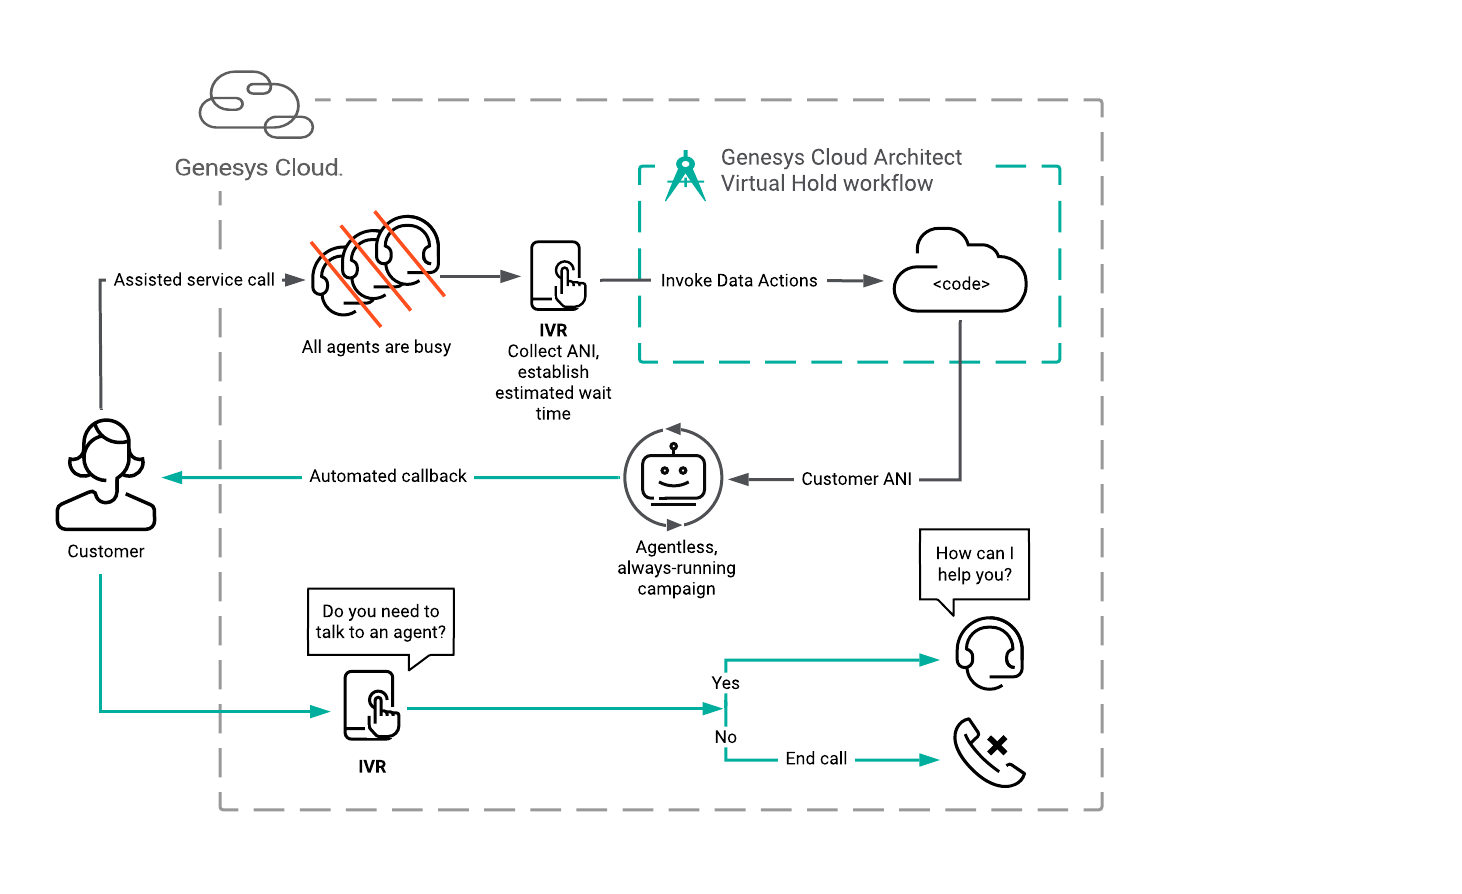 Genesys Cloud.
Genesys Cloud Architect
Virtual Hold workflow
Assisted service call
All agents are busy
IVR
Collect ANI,
establish
estimated wait
time
Invoke Data Actions
<code>
Automated callback
Customer ANI
Agentless,
always-running
campaign
Customer
Do you need to
talk to an agent?
IVR
How can I
help you?
Yes
No
End call